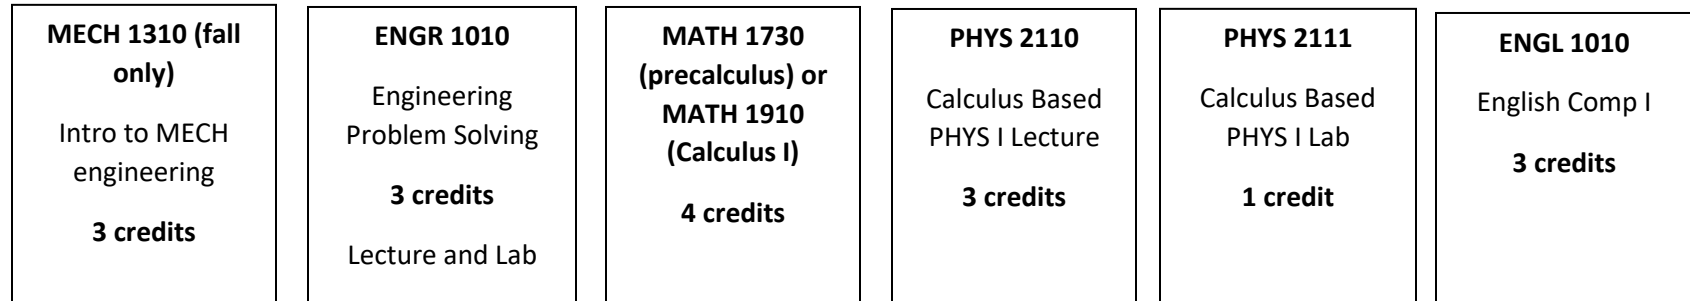 MECH 1310 (fall
only)
Intro to MECH
engineering
3 credits
ENGR 1010
Engineering
Problem Solving
3 credits
Lecture and Lab
MATH 1730
(precalculus) or
MATH 1910
(Calculus I)
4 credits
PHYS 2110
Calculus Based
PHYS I Lecture
3 credits
PHYS 2111
Calculus Based
PHYS I Lab
1 credit
ENGL 1010
English Comp I
3 credits